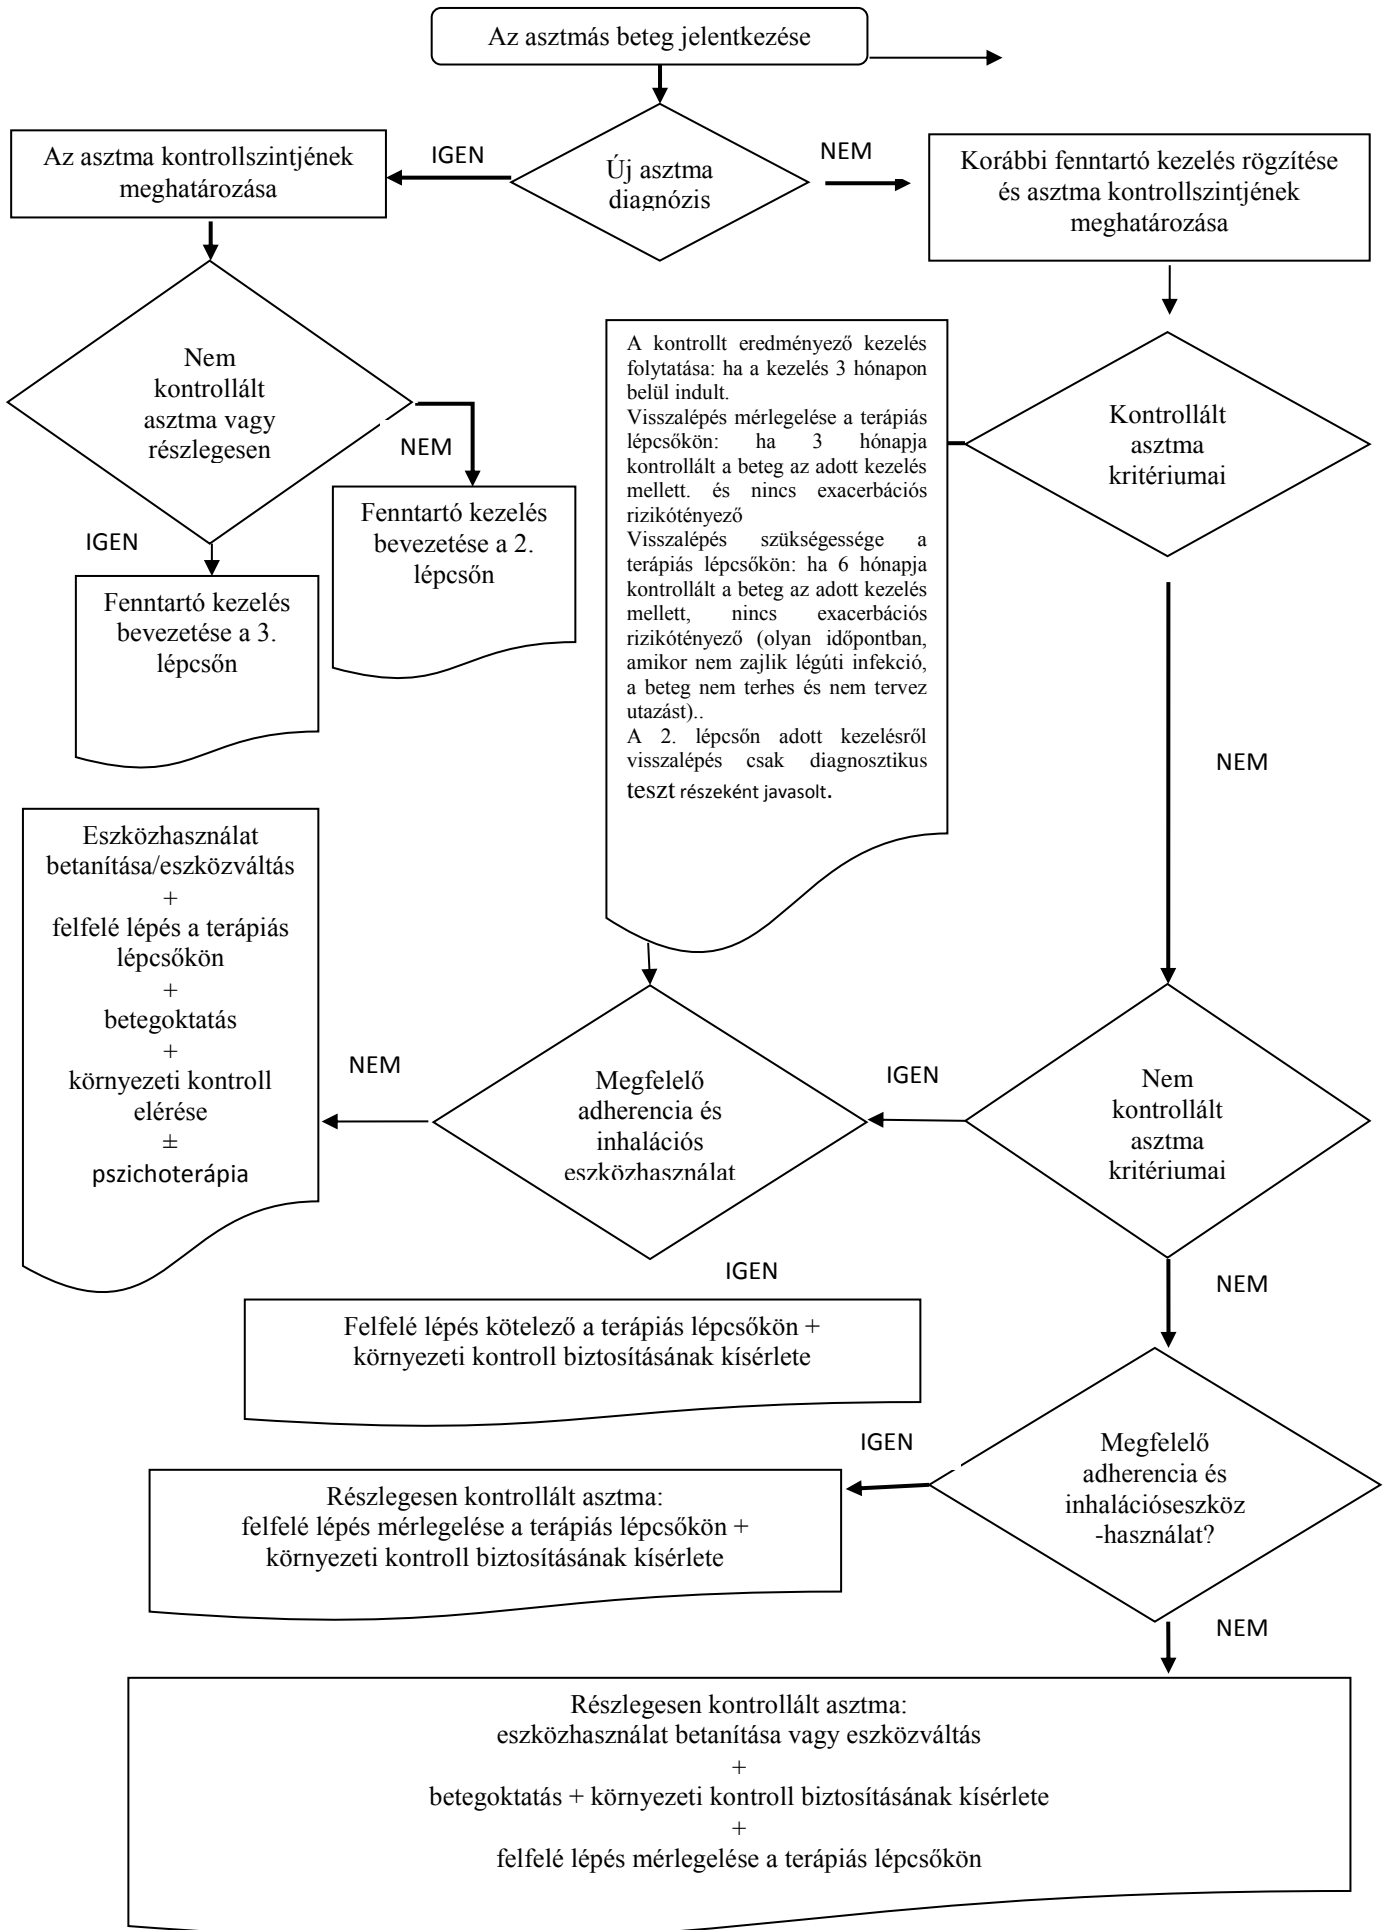 Az asztmás beteg jelentkezése
IGEN
NEM
Az asztma kontrollszintjének
meghatározása
Új asztma
diagnózis
Korábbi fenntartó kezelés rögzítése
és asztma kontrollszintjének
meghatározása
Nem
kontrollált
asztma vagy
részlegesen
NEM
IGEN
Fenntartó kezelés
bevezetése a 2.
lépcsőn
Fenntartó kezelés
bevezetése a 3.
lépcsőn
A kontrollt eredményező kezelés
folytatása: ha a kezelés 3 hónapon
belül indult.
Visszalépés mérlegelése a terápiás
lépcsőkön: ha 3 hónapja
kontrollált a beteg az adott kezelés
mellett. és nincs exacerbációs
rizikótényező
Visszalépés szükségessége a
terápiás lépcsőkön: ha 6 hónapja
kontrollált a beteg az adott kezelés
mellett, nincs exacerbációs
rizikótényező (olyan időpontban,
amikor nem zajlik légúti infekció,
a beteg nem terhes és nem tervez
utazást)..
A 2. lépcsőn adott kezelésről
visszalépés csak diagnosztikus
teszt részeként javasolt.
Kontrollált
asztma
kritériumai
NEM
Eszközhasználat
betanítása/eszközváltás
+
felfelé lépés a terápiás
lépcsőkön
+
betegoktatás
+
környezeti kontroll
elérése
±
pszichoterápia
NEM
Megfelelő
adherencia és
inhalációs
eszközhasználat
IGEN
Nem
kontrollált
asztma
kritériumai
IGEN
NEM
Felfelé lépés kötelező a terápiás lépcsőkön +
környezeti kontroll biztosításának kísérlete
IGEN
Megfelelő
adherencia és
inhalációseszköz
-használat?
Részlegesen kontrollált asztma:
felfelé lépés mérlegelése a terápiás lépcsőkön +
környezeti kontroll biztosításának kísérlete
NEM
Részlegesen kontrollált asztma:
eszközhasználat betanítása vagy eszközváltás
+
betegoktatás + környezeti kontroll biztosításának kísérlete
+
felfelé lépés mérlegelése a terápiás lépcsőkön